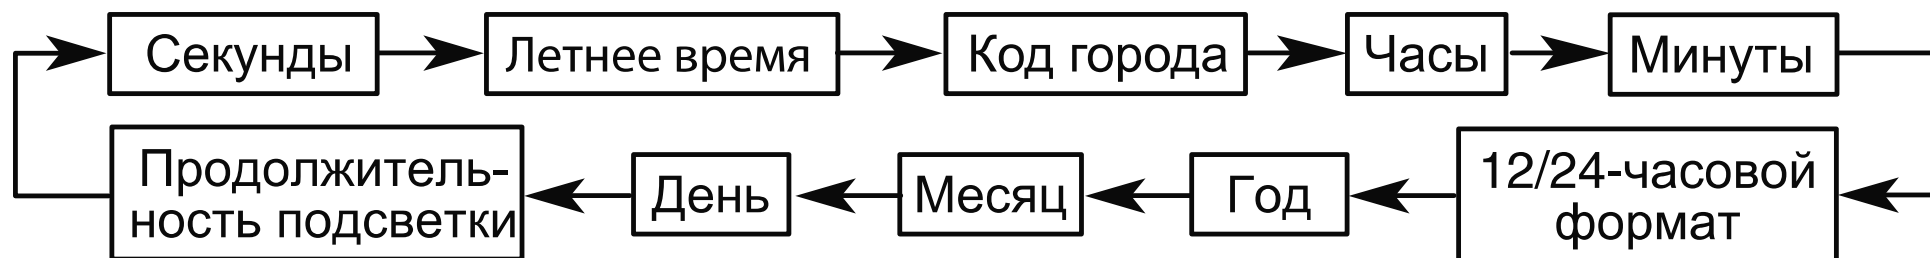 Секунды
Летнее время
Код города
Часы
Минуты
12/24-часовой
формат
Год
Месяц
День
Продолжитель-
ность подсветки